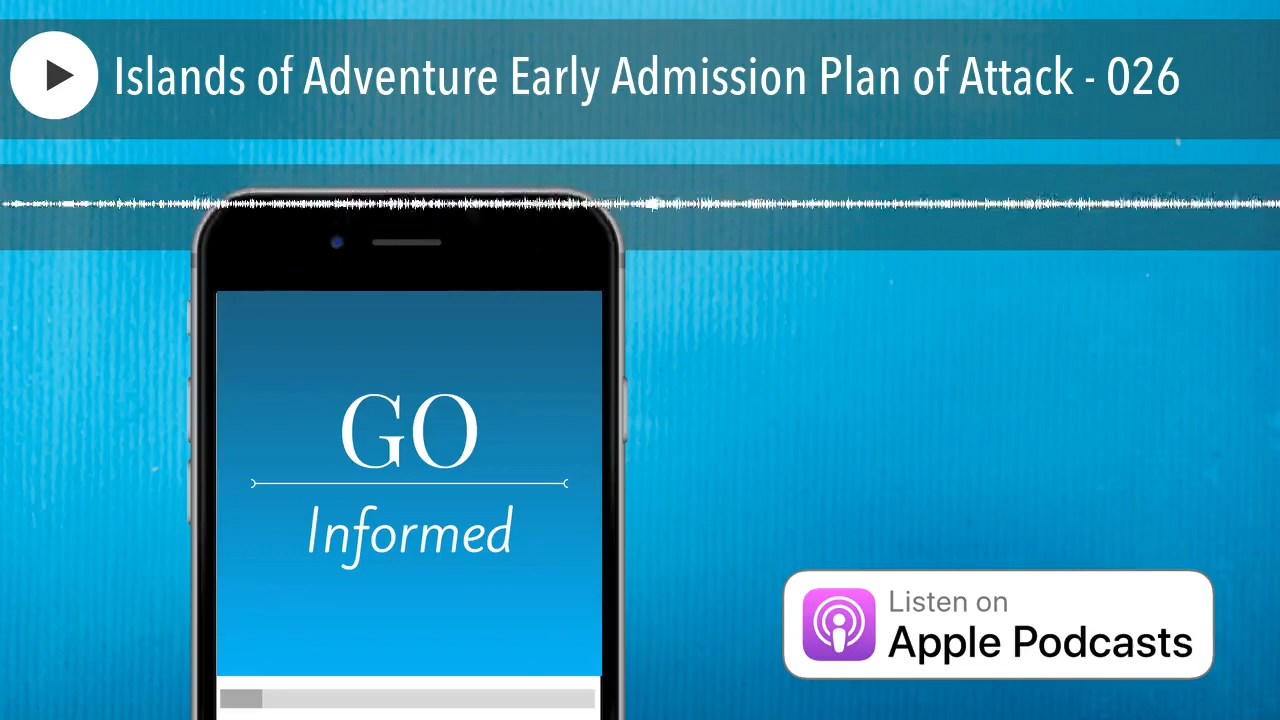 Islands of Adventure Early Admission Plan of Attack - 026
GO
Informed
Listen on
Apple Podcasts